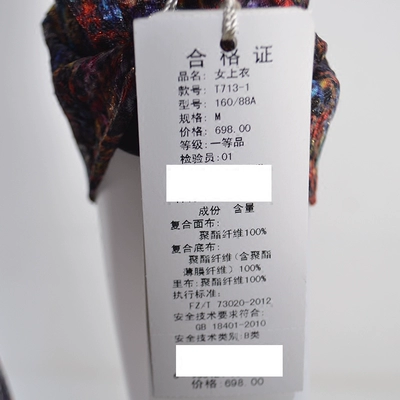 合格证
品名: 女上衣
款号: T713-1
型号: 160/88A
规格: M
价格: 698.00
等级: 一等品
检验员: 01
成份 含量
复合面布:
聚酯纤维100%
复合底布:
聚酯纤维(含聚酯
薄膜纤维) 100%
里布: 聚酯纤维100%
执行标准:
FZ/T 73020-2012
安全技术要求符合:
GB 18401-2010
安全技术类别: B类
价格: 698.00